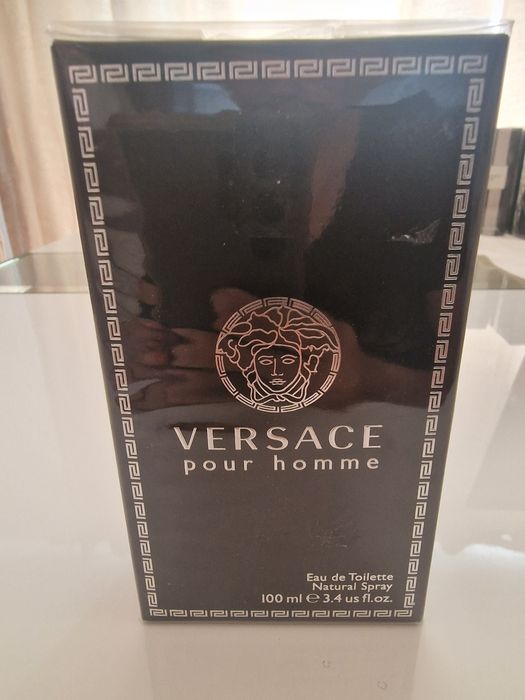 VERSACE
pour homme
Eau de Toilette
Natural Spray
100 ml ℮ 3.4 us fl.oz.